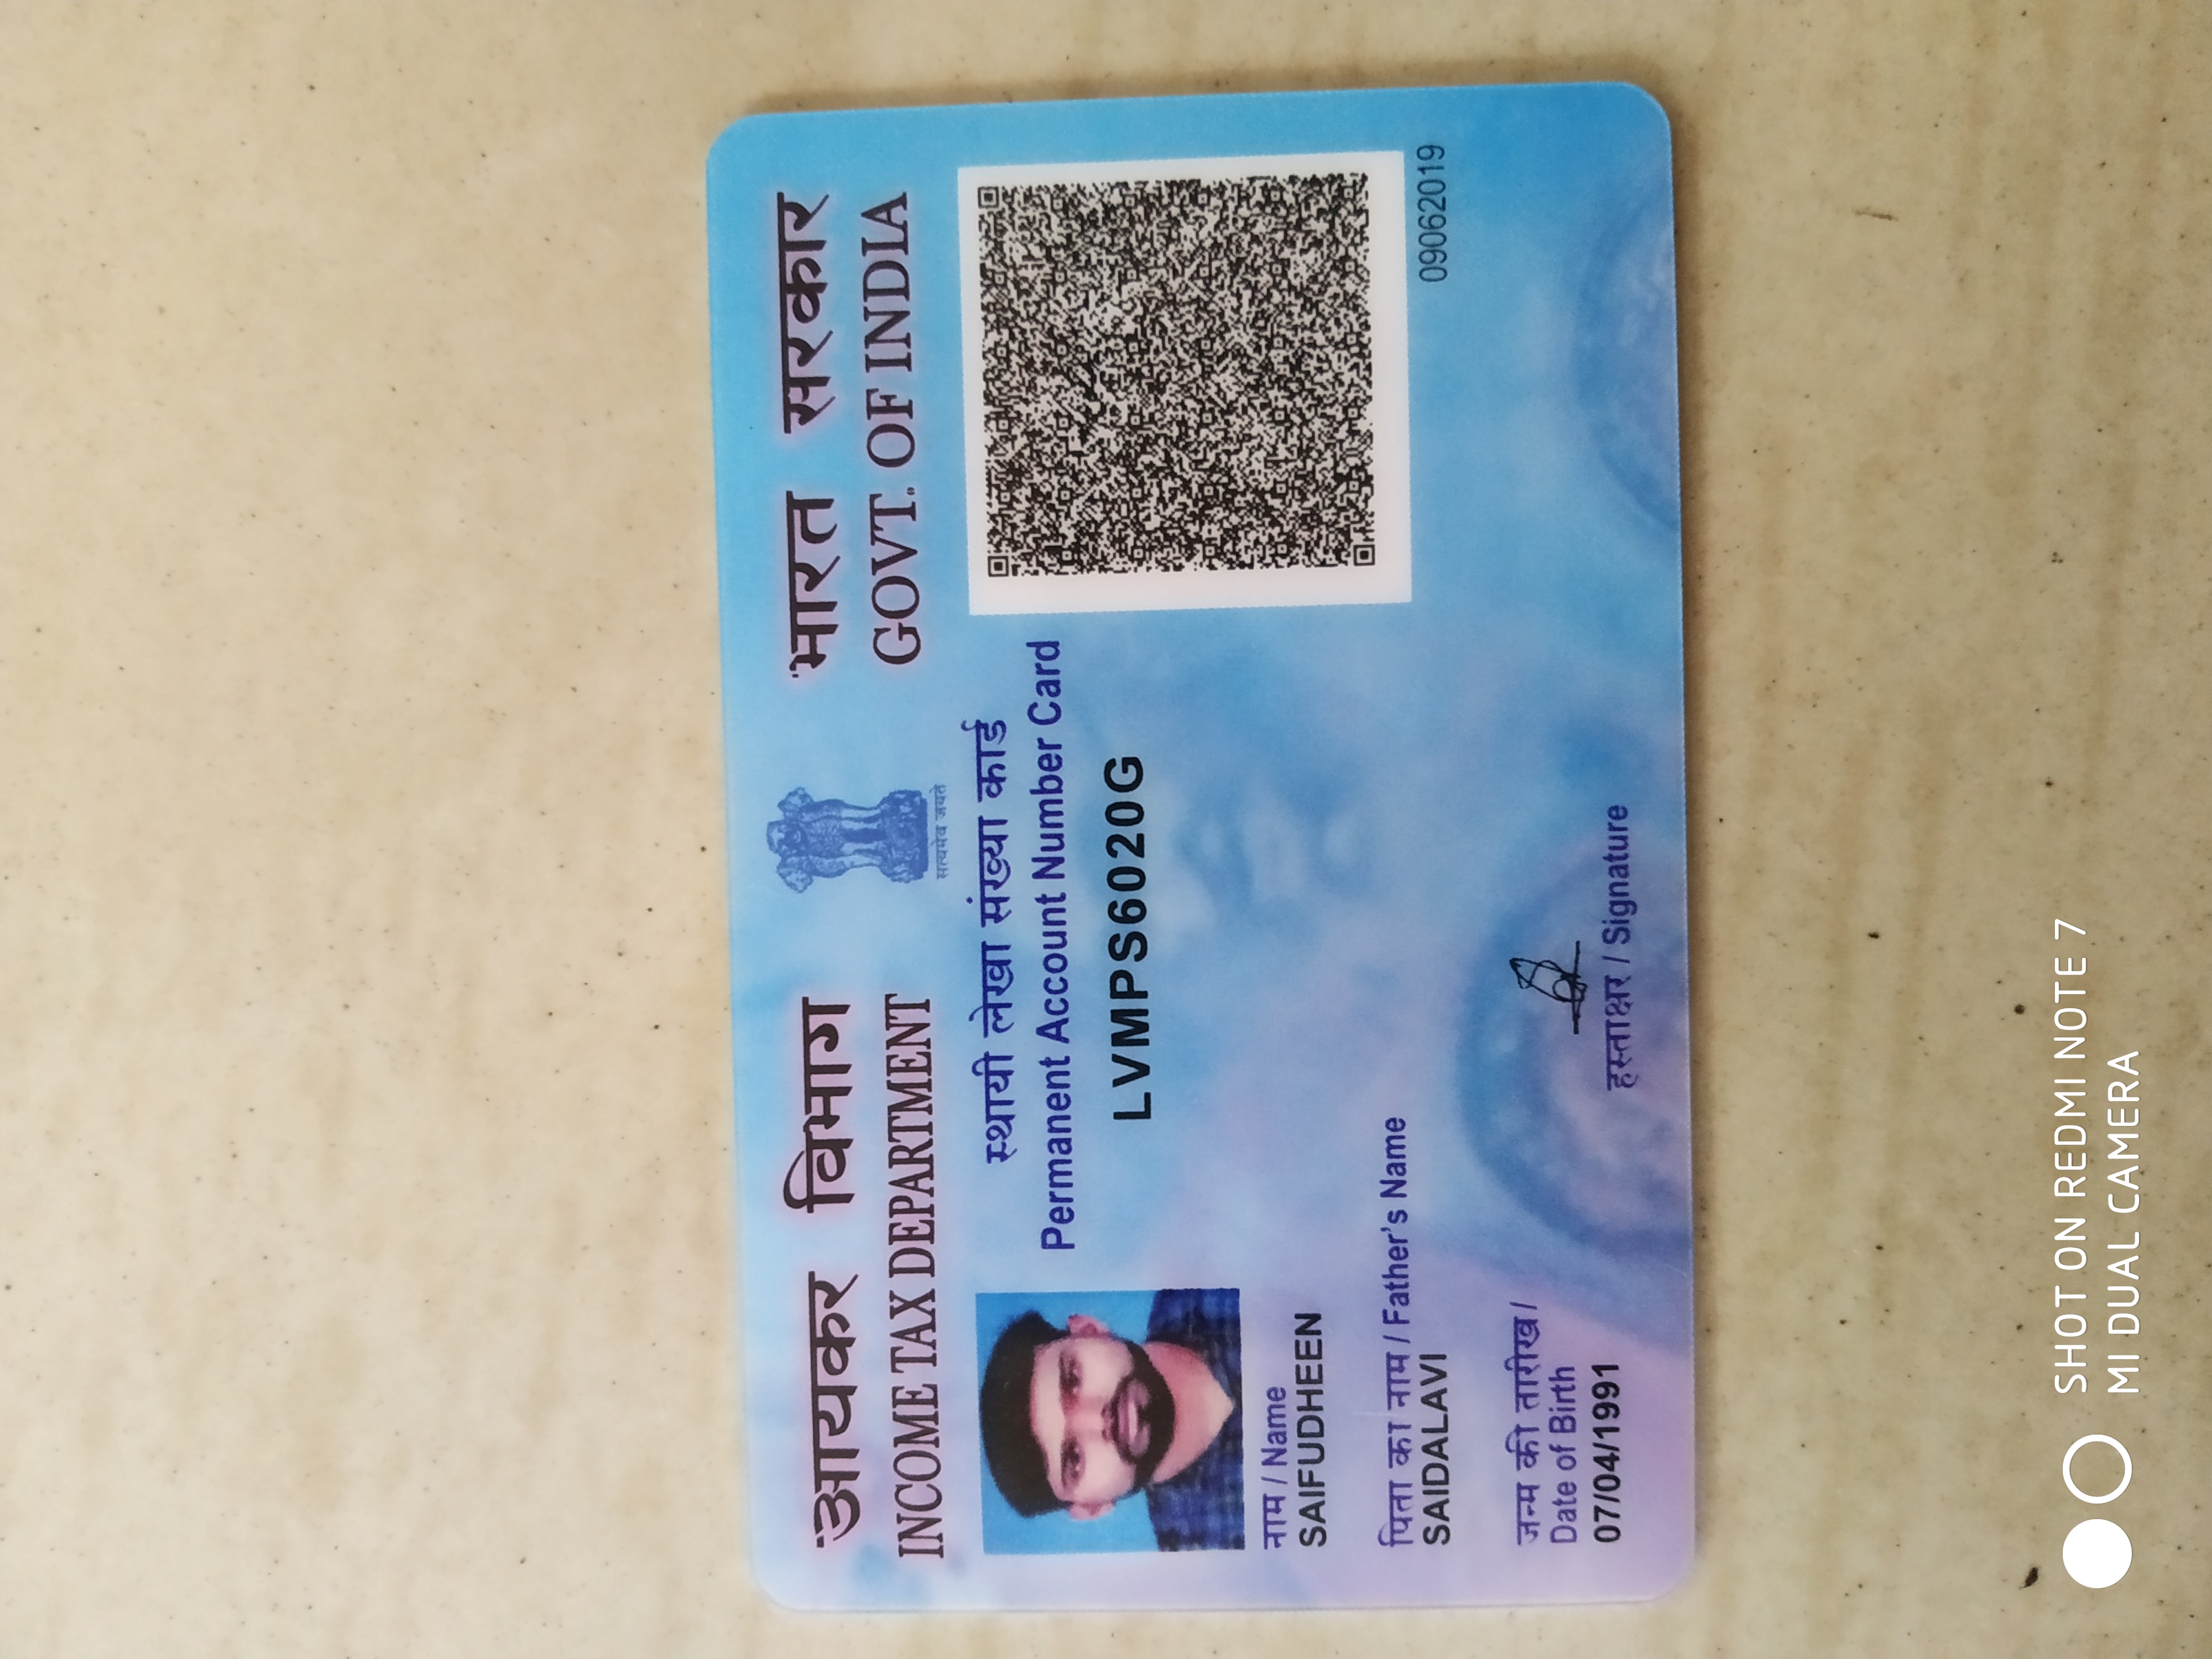 आयकर विभाग
INCOME TAX DEPARTMENT
सत्यमेव जयते
भारत सरकार
GOVT. OF INDIA
स्थायी लेखा संख्या कार्ड
Permanent Account Number Card
LVMPS6020G
नाम / Name
SAIFUDHEEN
पिता का नाम / Father's Name
SAIDALAVI
09062019
जन्म की तारीख /
Date of Birth
07/04/1991
हस्ताक्षर / Signature
SHOT ON REDMI NOTE 7
MI DUAL CAMERA